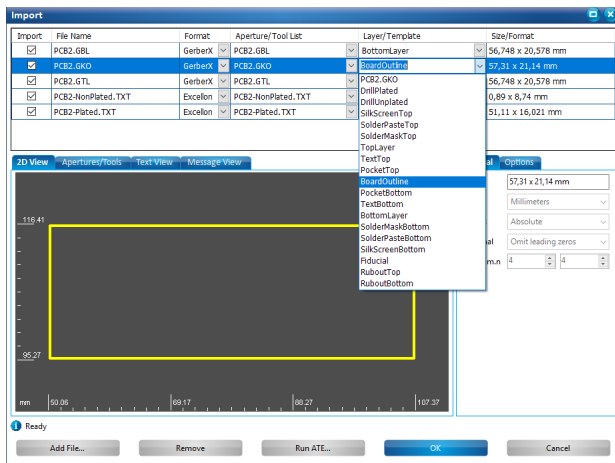 Import
Import File Name Format Aperture/Tool List Layer/Template Size/Format
PCB2.GBL GerberX PCB2.GBL BottomLayer 56,748 x 20,578 mm
PCB2.GKO GerberX PCB2.GKO BoardOutline 57,31 x 21,14 mm
PCB2.GTL GerberX PCB2.GTL 56,748 x 20,578 mm
PCB2-NonPlated.TXT Excellon PCB2-NonPlated.TXT 0,89 x 8,74 mm
PCB2-Plated.TXT Excellon PCB2-Plated.TXT 51,11 x 16,021 mm
PCB2.GKO
DrillPlated
DrillUnplated
SilkScreenTop
SolderPasteTop
SolderMaskTop
TopLayer
TextTop
PocketTop
BoardOutline
PocketBottom
TextBottom
BottomLayer
SolderMaskBottom
SolderPasteBottom
SilkScreenBottom
Fiducial
RuboutTop
RuboutBottom
2D View Apertures/Tools Text View Message View
al Options
57,31 x 21,14 mm
Millimeters
Absolute
al Omit leading zeros
m.n 4 4
116.41
95.27
mm 50.06 69.17 88.27 107.37
Ready
Add File... Remove Run ATE... OK Cancel